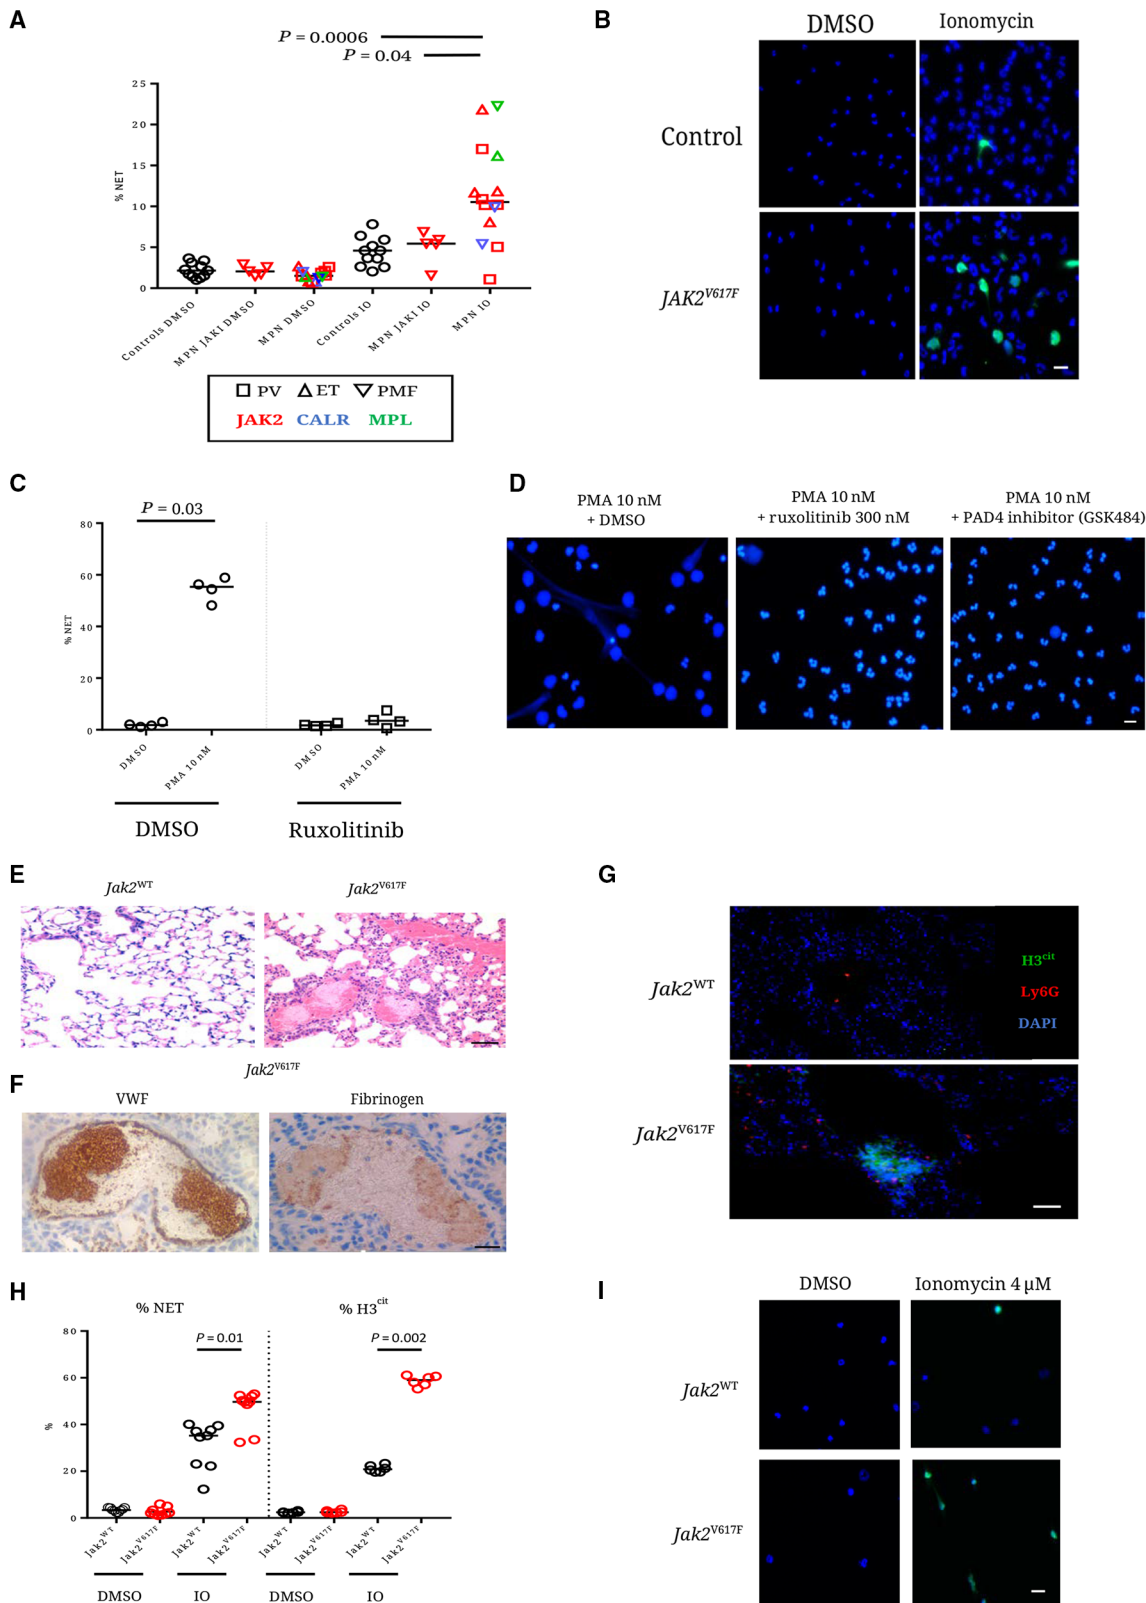 A
P = 0.0006
P = 0.04
% NET
25
20
15
10
5
0
Controls DMSO
MPN JAKI DMSO
MPN DMSO
Controls IO
MPN JAKI IO
MPN IO
PV ET PMF
JAK2 CALR MPL
B
DMSO Ionomycin
Control
JAK2V617F
C
P = 0.03
% NET
80
60
40
20
0
DMSO
PMA 10 nM
DMSO
PMA 10 nM
DMSO
Ruxolitinib
D
PMA 10 nM
+ DMSO
PMA 10 nM
+ ruxolitinib 300 nM
PMA 10 nM
+ PAD4 inhibitor (GSK484)
E
Jak2WT
Jak2V617F
F
Jak2V617F
VWF
Fibrinogen
G
Jak2WT
H3cit
Ly6G
DAPI
Jak2V617F
H
% NET
% H3cit
P = 0.01
P = 0.002
%
80
60
40
20
0
Jak2WT
Jak2V617F
Jak2WT
Jak2V617F
Jak2WT
Jak2V617F
Jak2WT
Jak2V617F
DMSO
IO
DMSO
IO
I
DMSO
Ionomycin 4 μM
Jak2WT
Jak2V617F